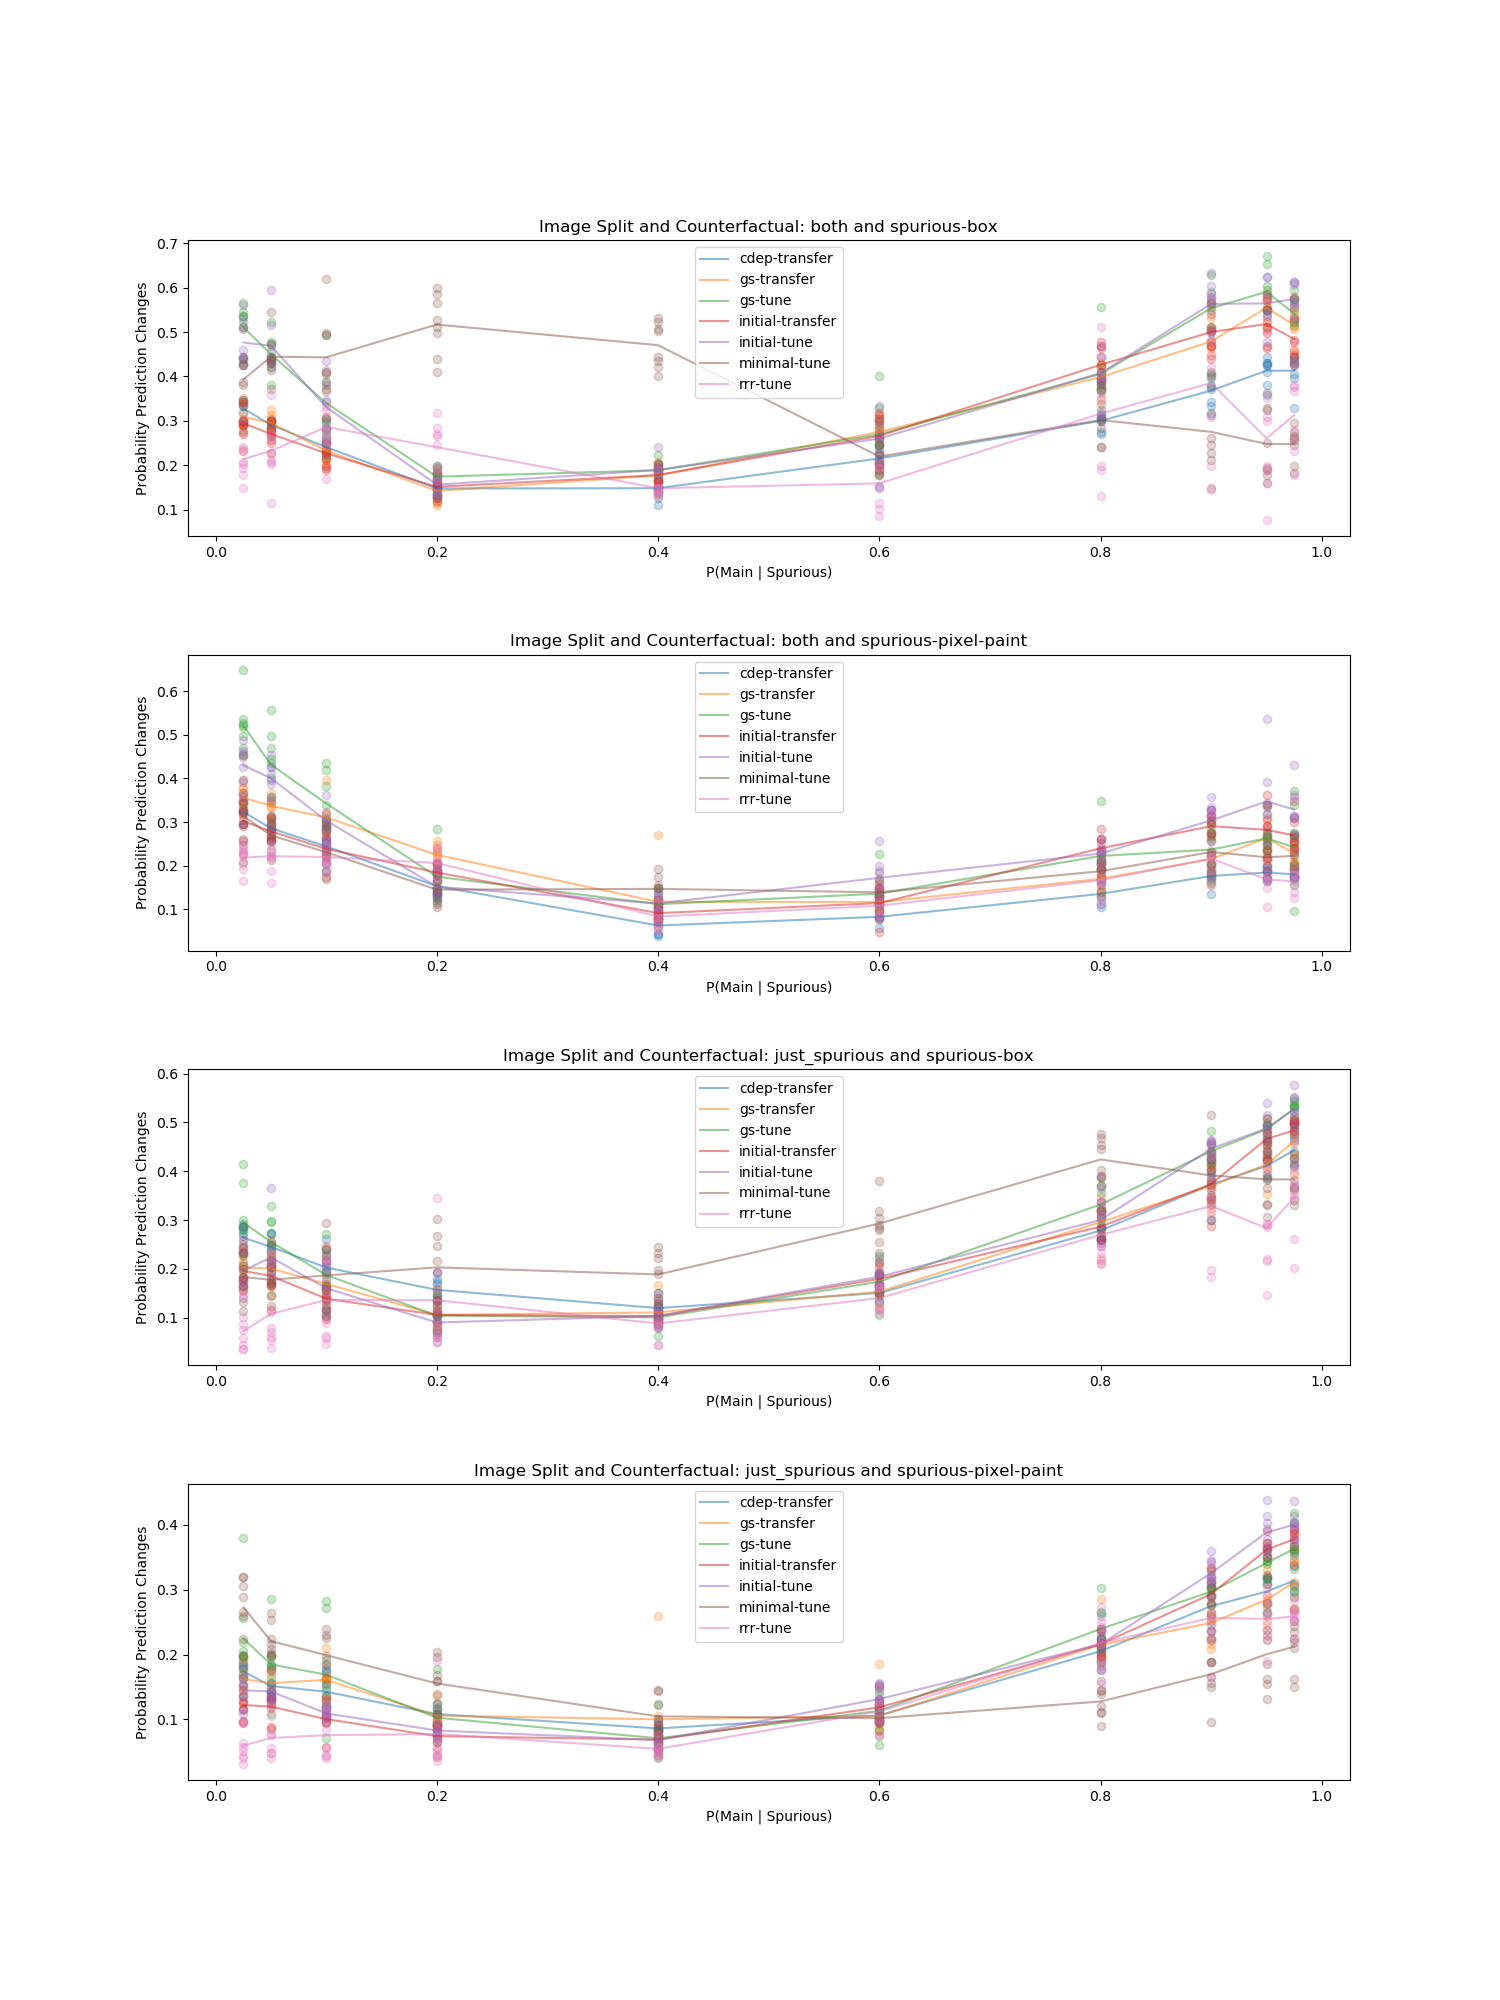 Image Split and Counterfactual: both and spurious-box
Probability Prediction Changes
0.7
0.6
0.5
0.4
0.3
0.2
0.1
cdep-transfer
gs-transfer
gs-tune
initial-transfer
initial-tune
minimal-tune
rrr-tune
0.0 0.2 0.4 0.6 0.8 1.0
P(Main | Spurious)
Image Split and Counterfactual: both and spurious-pixel-paint
Probability Prediction Changes
0.6
0.5
0.4
0.3
0.2
0.1
cdep-transfer
gs-transfer
gs-tune
initial-transfer
initial-tune
minimal-tune
rrr-tune
0.0 0.2 0.4 0.6 0.8 1.0
P(Main | Spurious)
Image Split and Counterfactual: just_spurious and spurious-box
Probability Prediction Changes
0.6
0.5
0.4
0.3
0.2
0.1
cdep-transfer
gs-transfer
gs-tune
initial-transfer
initial-tune
minimal-tune
rrr-tune
0.0 0.2 0.4 0.6 0.8 1.0
P(Main | Spurious)
Image Split and Counterfactual: just_spurious and spurious-pixel-paint
Probability Prediction Changes
0.4
0.3
0.2
0.1
cdep-transfer
gs-transfer
gs-tune
initial-transfer
initial-tune
minimal-tune
rrr-tune
0.0 0.2 0.4 0.6 0.8 1.0
P(Main | Spurious)